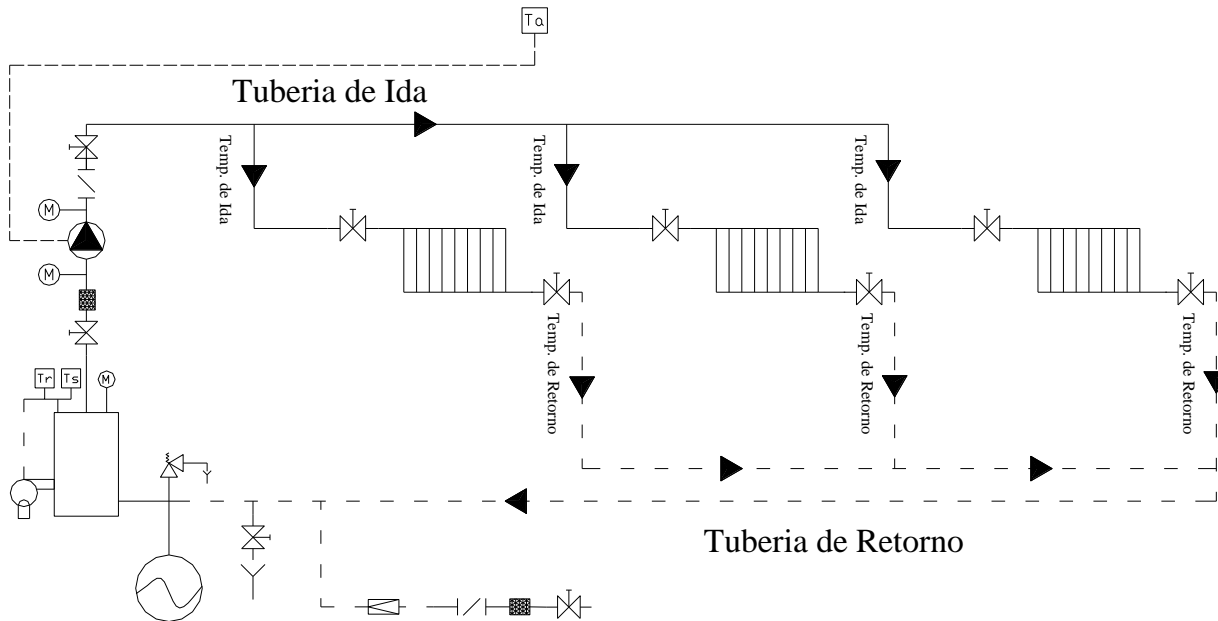 Ta
Tuberia de Ida
Temp. de Ida
Temp. de Ida
Temp. de Ida
M
M
Temp. de Retorno
Temp. de Retorno
Temp. de Retorno
Tr
Ts
M
Tuberia de Retorno